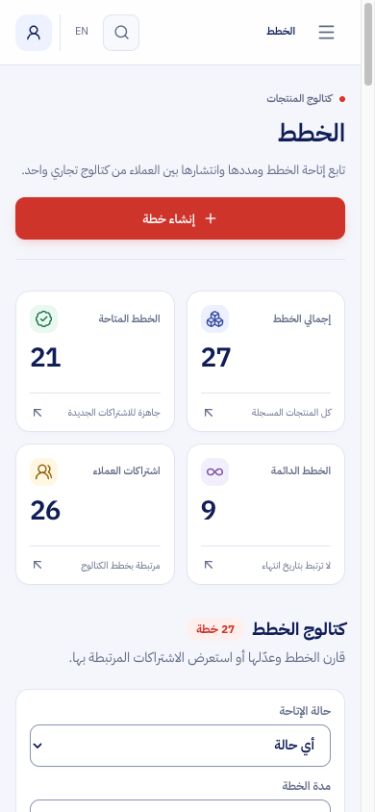 الخطط
EN
كتالوج المنتجات
الخطط
تابع إتاحة الخطط ومددها وانتشارها بين العملاء من كتالوج تجاري واحد.
إنشاء خطة
إجمالي الخطط
27
كل المنتجات المسجلة
الخطط المتاحة
21
جاهزة للاشتراكات الجديدة
الخطط الدائمة
9
لا ترتبط بتاريخ انتهاء
اشتراكات العملاء
26
مرتبطة بخطط الكتالوج
كتالوج الخطط 27 خطة
قارن الخطط وعدّلها أو استعرض الاشتراكات المرتبطة بها.
حالة الإتاحة
أي حالة
مدة الخطة